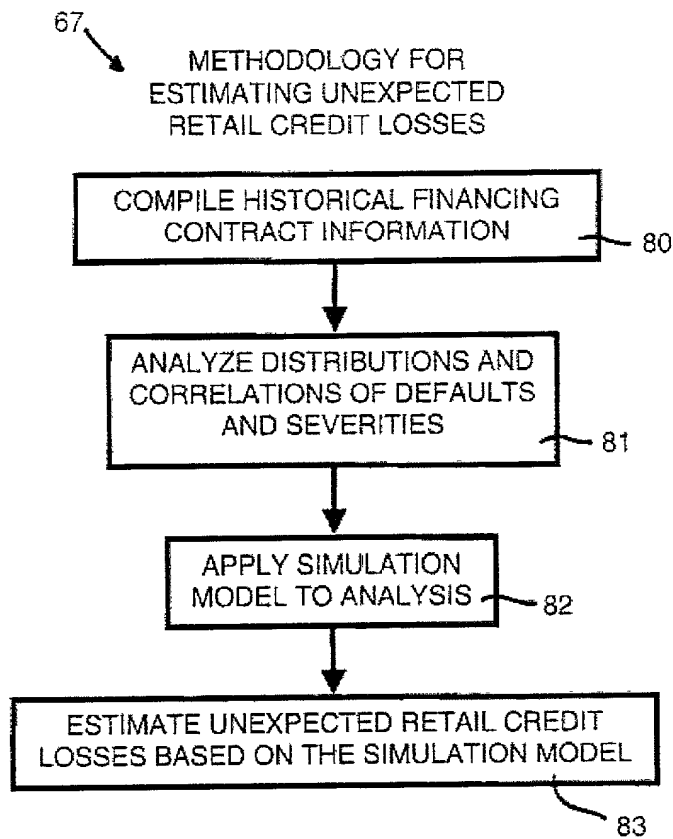 67
METHODOLOGY FOR
ESTIMATING UNEXPECTED
RETAIL CREDIT LOSSES
COMPILE HISTORICAL FINANCING
CONTRACT INFORMATION
80
ANALYZE DISTRIBUTIONS AND
CORRELATIONS OF DEFAULTS
AND SEVERITIES
81
APPLY SIMULATION
MODEL TO ANALYSIS
82
ESTIMATE UNEXPECTED RETAIL CREDIT
LOSSES BASED ON THE SIMULATION MODEL
83